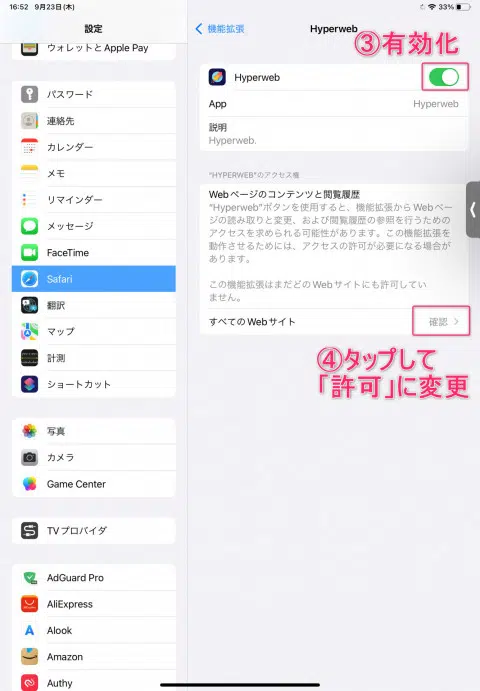 16:52 9月23日(木)
33%
設定
ウォレットとApple Pay
パスワード
連絡先
カレンダー
メモ
リマインダー
メッセージ
FaceTime
Safari
翻訳
マップ
計測
ショートカット
写真
カメラ
Game Center
TVプロバイダ
AdGuard Pro
AliExpress
Alook
Amazon
Authy
機能拡張
Hyperweb
③有効化
Hyperweb
App Hyperweb
説明
Hyperweb.
"HYPERWEB"のアクセス権
Webページのコンテンツと閲覧履歴
"Hyperweb"ボタンを使用すると、機能拡張からWebペー
ジの読み取りと変更、および閲覧履歴の参照を行うための
アクセスを求められる可能性があります。この機能拡張を
動作させるためには、アクセスの許可が必要になる場合が
あります。
この機能拡張はまだどのWebサイトにも許可してい
ません。
すべてのWebサイト 確認
④タップして
「許可」に変更